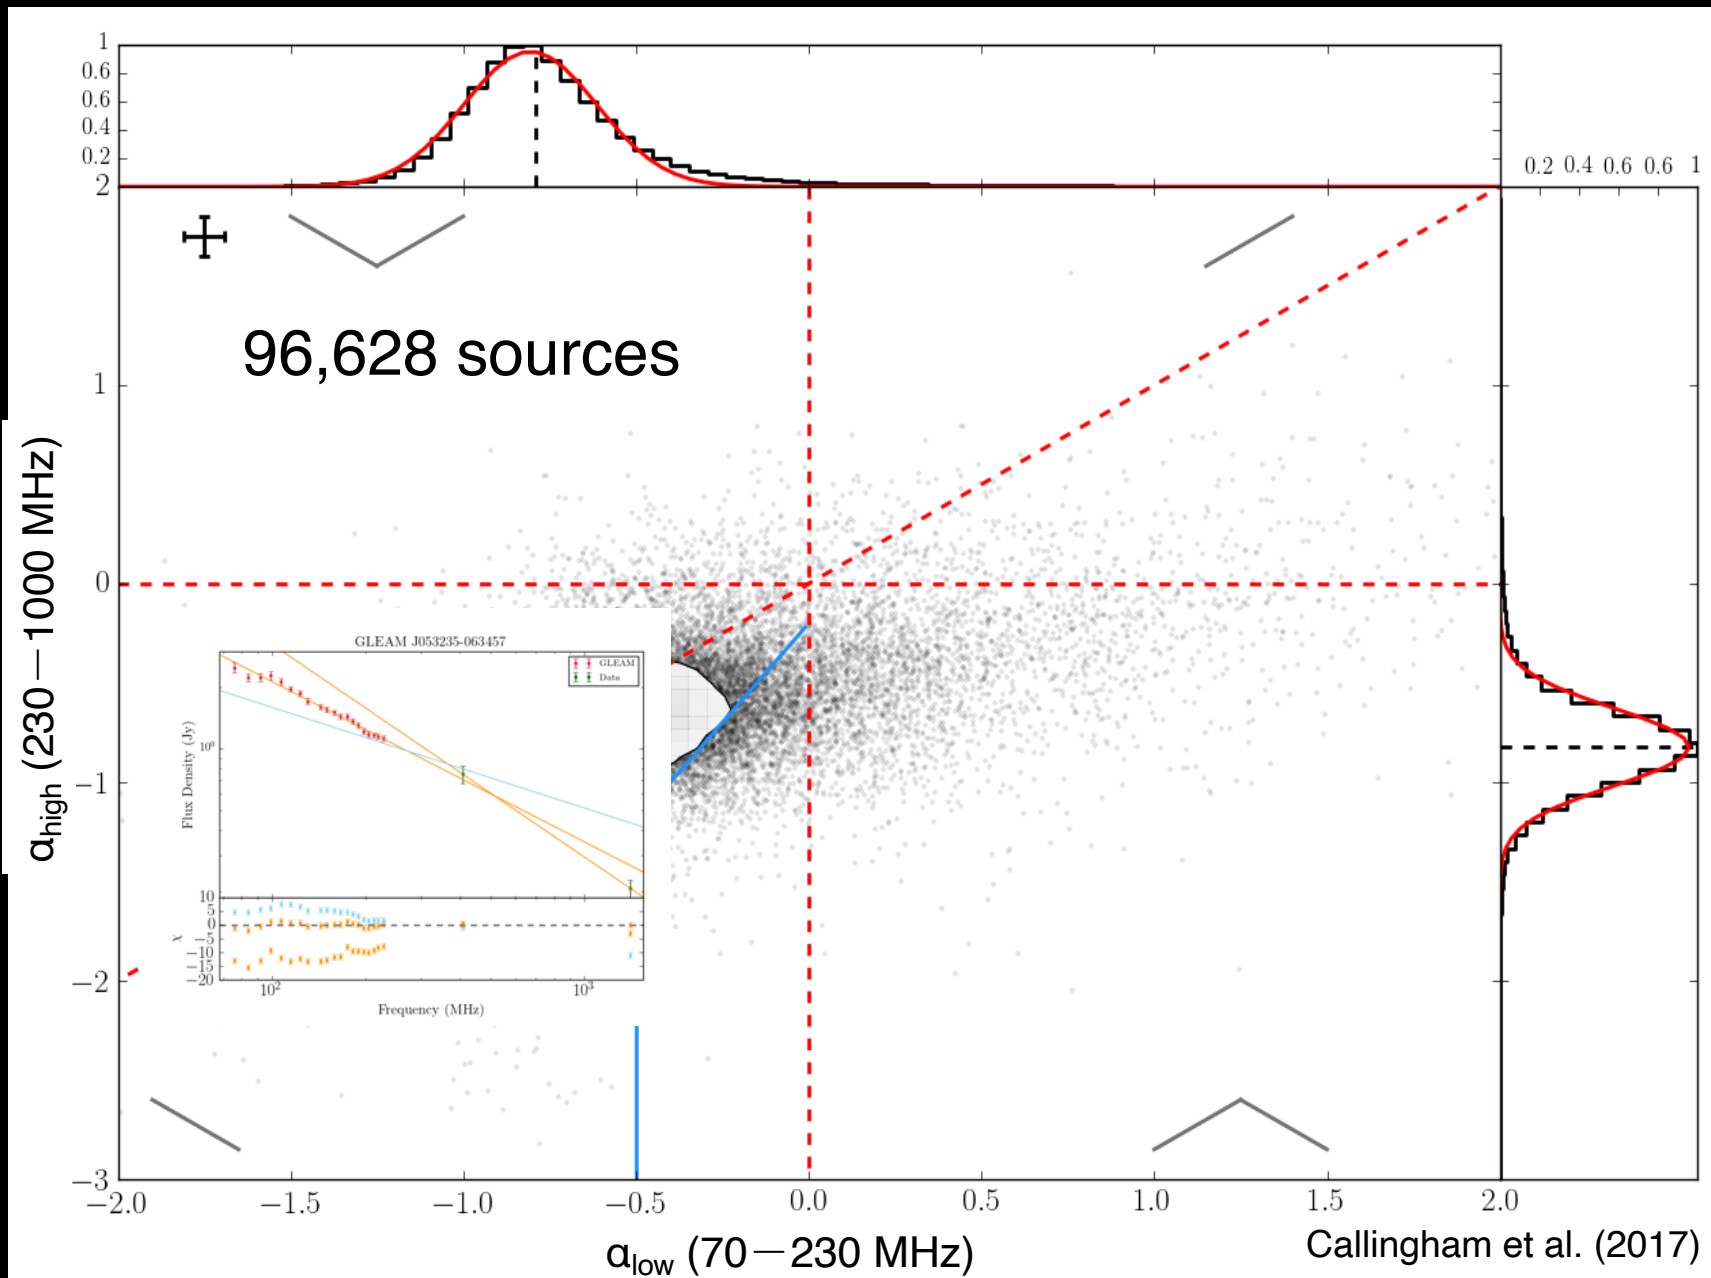 1
0.6
0.6
0.4
0.2
2
0.2 0.4 0.6 0.6 1
96,628 sources
1
0
−1
−2
−3
αhigh (230—1000 MHz)
GLEAM J053235-063457
GLEAM
Data
Flux Density (Jy)
10⁰
10
5
0
−5
−10
−15
−20
χ
10² 10³
Frequency (MHz)
−2.0 −1.5 −1.0 −0.5 0.0 0.5 1.0 1.5 2.0
αlow (70—230 MHz)
Callingham et al. (2017)